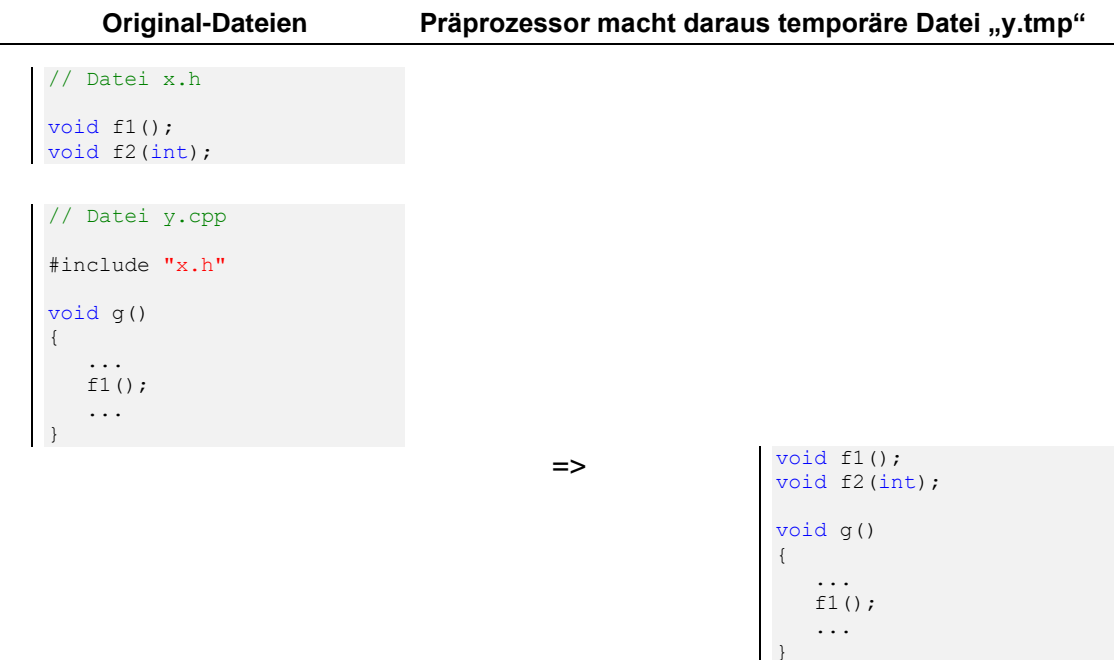 Original-Dateien Präprozessor macht daraus temporäre Datei „y.tmp“
// Datei x.h
void f1();
void f2(int);
// Datei y.cpp
#include "x.h"
void g()
{
...
f1();
...
}
=>
void f1();
void f2(int);
void g()
{
...
f1();
...
}